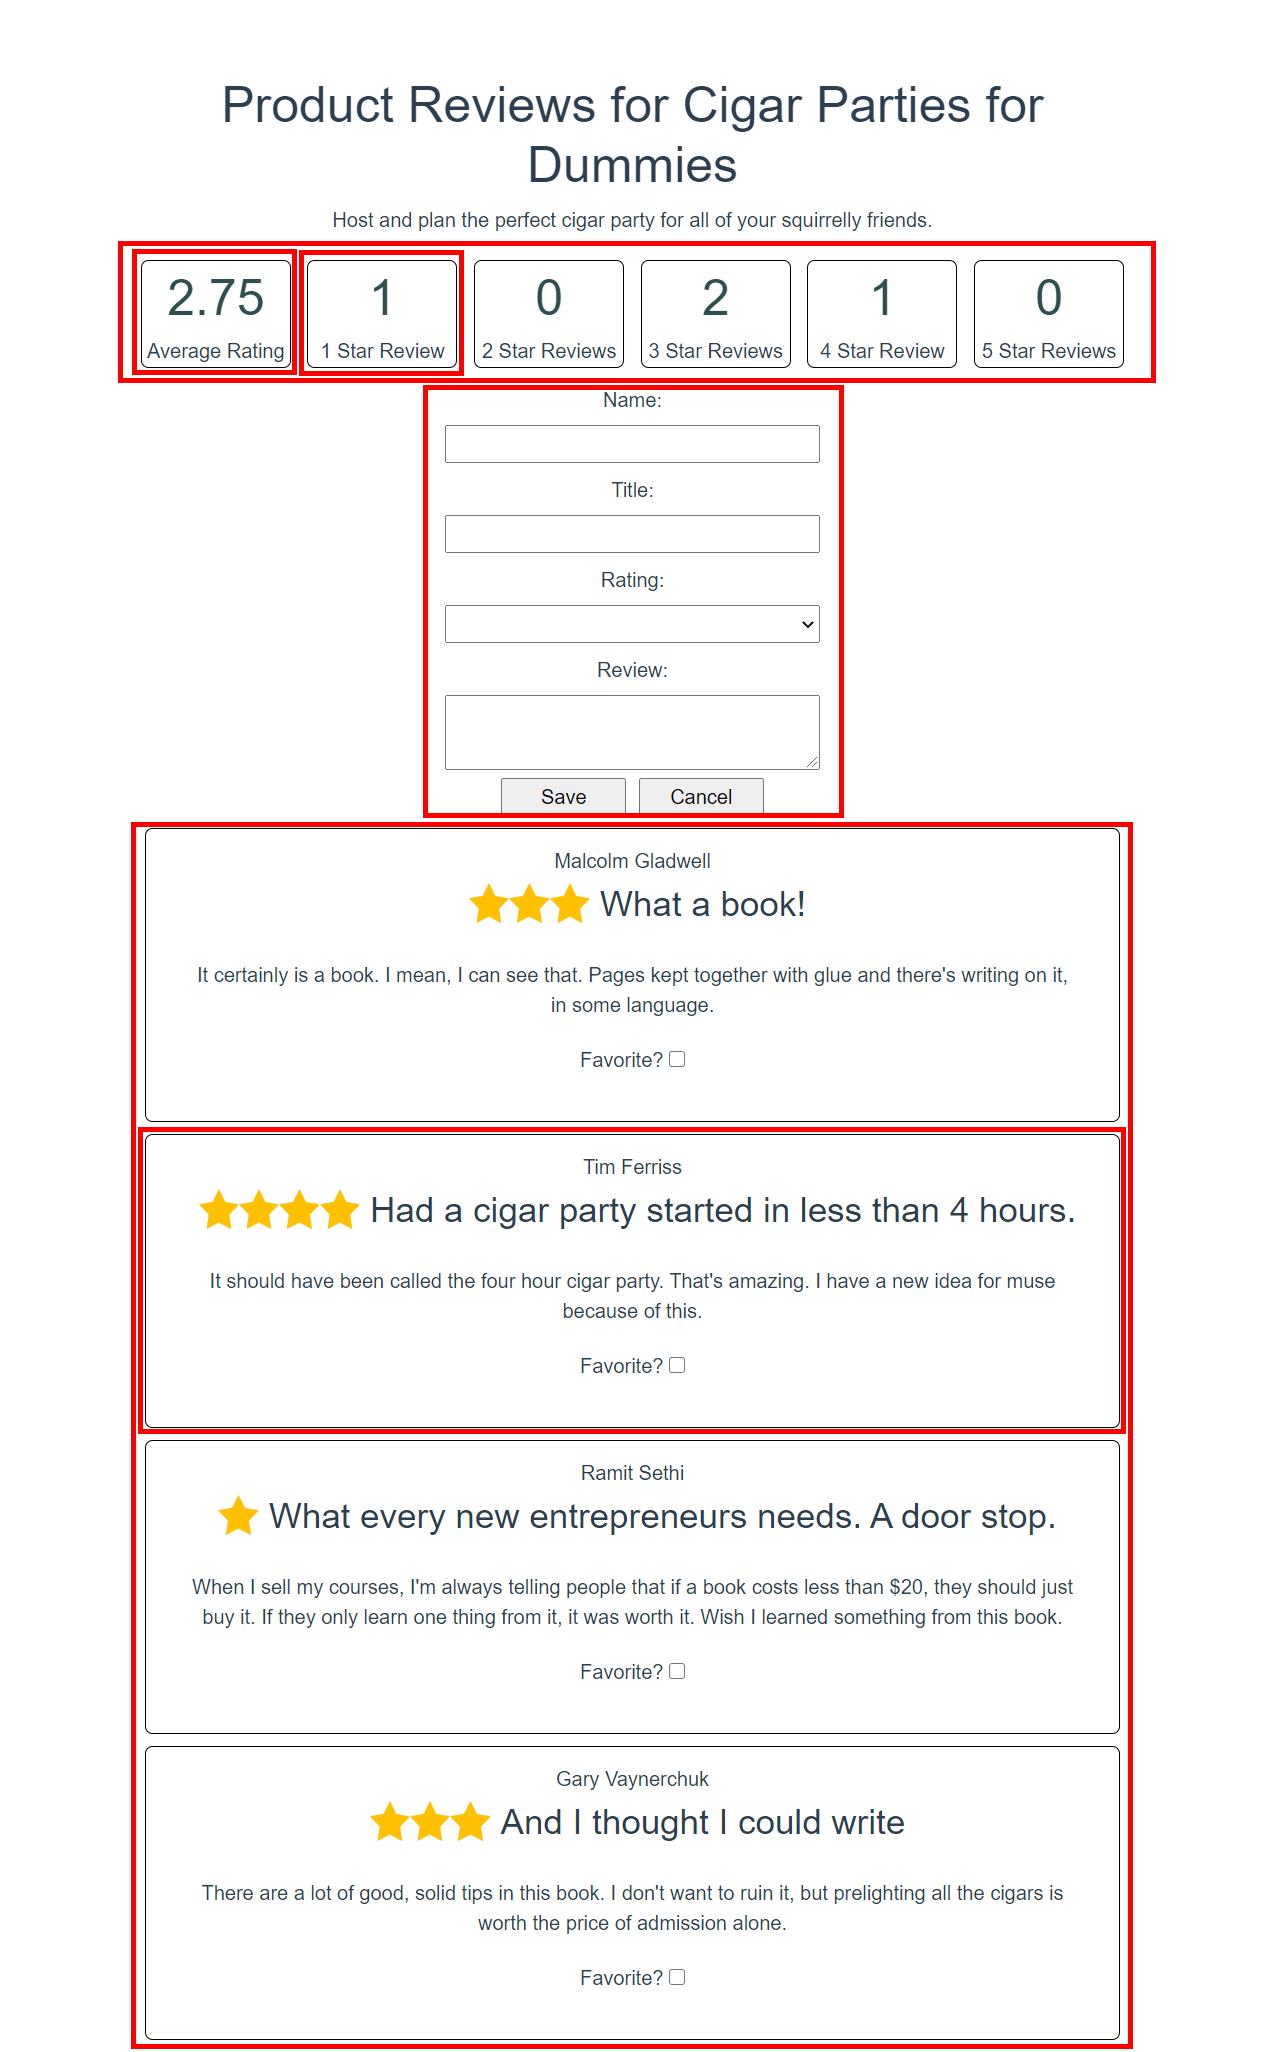 Product Reviews for Cigar Parties for
Dummies
Host and plan the perfect cigar party for all of your squirrelly friends.
2.75
Average Rating
1
1 Star Review
0
2 Star Reviews
2
3 Star Reviews
1
4 Star Review
0
5 Star Reviews
Name:
Title:
Rating:
Review:
Save
Cancel
Malcolm Gladwell
What a book!
It certainly is a book. I mean, I can see that. Pages kept together with glue and there's writing on it,
in some language.
Favorite?
Tim Ferriss
Had a cigar party started in less than 4 hours.
It should have been called the four hour cigar party. That's amazing. I have a new idea for muse
because of this.
Favorite?
Ramit Sethi
What every new entrepreneurs needs. A door stop.
When I sell my courses, I'm always telling people that if a book costs less than $20, they should just
buy it. If they only learn one thing from it, it was worth it. Wish I learned something from this book.
Favorite?
Gary Vaynerchuk
And I thought I could write
There are a lot of good, solid tips in this book. I don't want to ruin it, but prelighting all the cigars is
worth the price of admission alone.
Favorite?